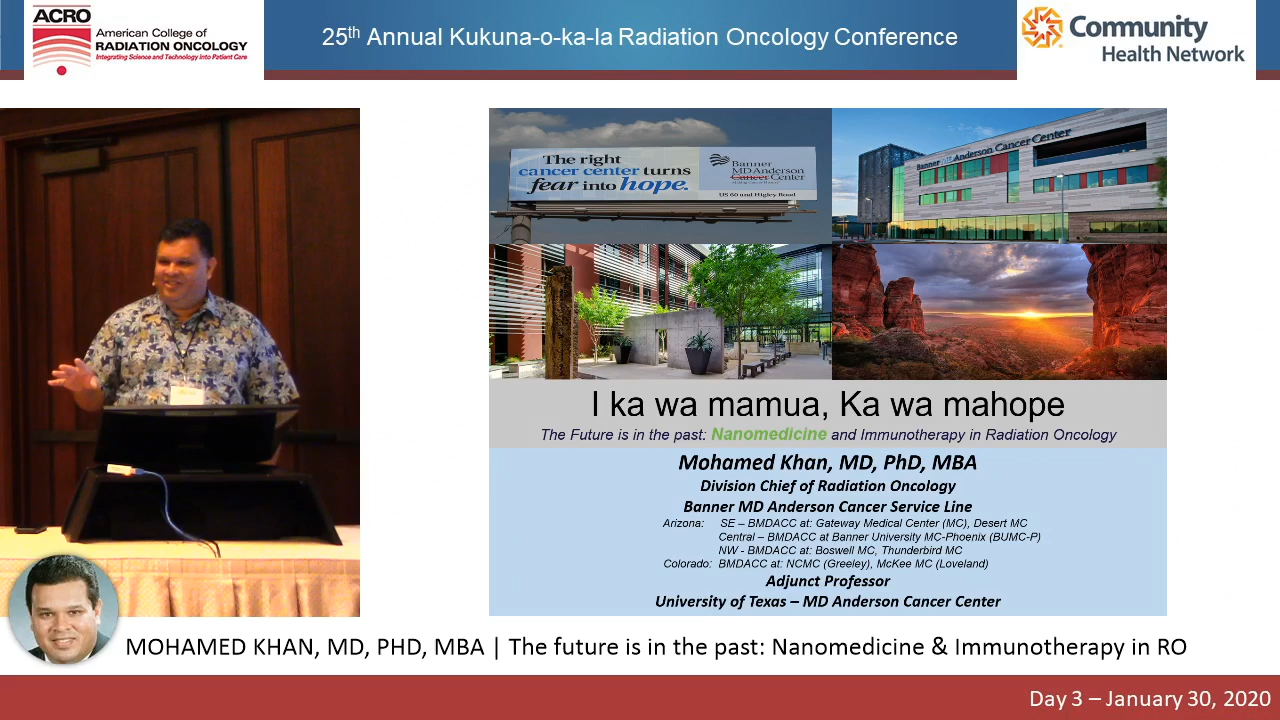 ACRO
American College of
RADIATION ONCOLOGY
Integrating Science and Technology into Patient Care
25th Annual Kukuna-o-ka-la Radiation Oncology Conference
Community
Health Network
The right
cancer center turns
fear into hope.
Banner
MD Anderson
Cancer Center
US 60 and Higley Road
Banner MD Anderson Cancer Center
I ka wa mamua, Ka wa mahope
The Future is in the past: Nanomedicine and Immunotherapy in Radiation Oncology
Mohamed Khan, MD, PhD, MBA
Division Chief of Radiation Oncology
Banner MD Anderson Cancer Service Line
Arizona: SE – BMDACC at: Gateway Medical Center (MC), Desert MC
Central – BMDACC at Banner University MC-Phoenix (BUMC-P)
NW - BMDACC at: Boswell MC, Thunderbird MC
Colorado: BMDACC at: NCMC (Greeley), McKee MC (Loveland)
Adjunct Professor
University of Texas – MD Anderson Cancer Center
MOHAMED KHAN, MD, PHD, MBA | The future is in the past: Nanomedicine & Immunotherapy in RO
Day 3 – January 30, 2020